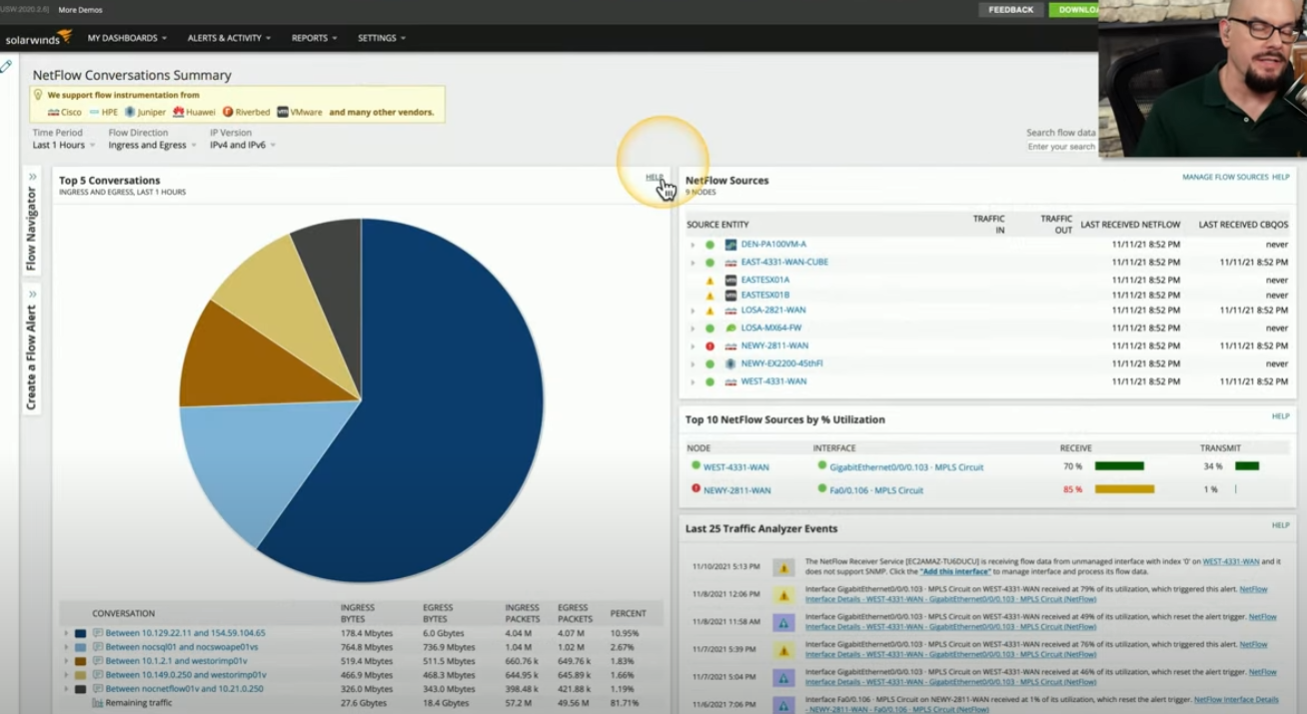 USW:2020.2.6] More Demos
FEEDBACK
solarwinds MY DASHBOARDS ALERTS & ACTIVITY REPORTS SETTINGS
NetFlow Conversations Summary
We support flow instrumentation from
Cisco HPE Juniper Huawei Riverbed VMware and many other vendors.
Time Period Flow Direction IP Version
Last 1 Hours Ingress and Egress IPv4 and IPv6
Search flow data
Enter your search
Flow Navigator
Create a Flow Alert
Top 5 Conversations HELP
INGRESS AND EGRESS, LAST 1 HOURS
CONVERSATION INGRESS BYTES EGRESS BYTES INGRESS PACKETS EGRESS PACKETS PERCENT
Between 10.129.22.11 and 154.59.104.65 178.4 Mbytes 6.0 Gbytes 4.04 M 4.07 M 10.95%
Between nocsql01 and nocswoape01vs 764.8 Mbytes 736.9 Mbytes 1.04 M 1.02 M 2.67%
Between 10.1.2.1 and westorimp01v 519.4 Mbytes 511.5 Mbytes 660.76 k 649.76 k 1.83%
Between 10.149.0.250 and westorimp01v 466.9 Mbytes 468.3 Mbytes 644.95 k 645.89 k 1.66%
Between nocnetflow01v and 10.21.0.250 326.0 Mbytes 343.0 Mbytes 398.48 k 421.88 k 1.19%
Remaining traffic 27.6 Gbytes 18.4 Gbytes 57.2 M 49.56 M 81.71%
NetFlow Sources MANAGE FLOW SOURCES HELP
9 NODES
SOURCE ENTITY TRAFFIC IN TRAFFIC OUT LAST RECEIVED NETFLOW LAST RECEIVED CBQOS
DEN-PA100VM-A 11/11/21 8:52 PM never
EAST-4331-WAN-CUBE 11/11/21 8:52 PM 11/11/21 8:52 PM
EASTESX01A 11/11/21 8:52 PM never
EASTESX01B 11/11/21 8:52 PM never
LOSA-2821-WAN 11/11/21 8:52 PM 11/11/21 8:52 PM
LOSA-MX64-FW 11/11/21 8:52 PM never
NEWY-2811-WAN 11/11/21 8:52 PM 11/11/21 8:52 PM
NEWY-EX2200-45thFl 11/11/21 8:52 PM never
WEST-4331-WAN 11/11/21 8:52 PM 11/11/21 8:52 PM
Top 10 NetFlow Sources by % Utilization HELP
NODE INTERFACE RECEIVE TRANSMIT
WEST-4331-WAN GigabitEthernet0/0/0.103 · MPLS Circuit 70 % 34 %
NEWY-2811-WAN Fa0/0.106 · MPLS Circuit 85 % 1 %
Last 25 Traffic Analyzer Events HELP
11/10/2021 5:13 PM The NetFlow Receiver Service [EC2AMAZ-TU6DUCU] is receiving flow data from unmanaged interface with index '0' on WEST-4331-WAN and it
does not support SNMP. Click the "Add this interface" to manage interface and process its flow data.
11/8/2021 12:06 PM Interface GigabitEthernet0/0/0.103 · MPLS Circuit on WEST-4331-WAN received at 79% of its utilization, which triggered this alert. NetFlow
Interface Details - WEST-4331-WAN - GigabitEthernet0/0/0.103 · MPLS Circuit (NetFlow)
11/8/2021 11:58 AM Interface GigabitEthernet0/0/0.103 · MPLS Circuit on WEST-4331-WAN received at 49% of its utilization, which reset the alert trigger. NetFlow
Interface Details - WEST-4331-WAN - GigabitEthernet0/0/0.103 · MPLS Circuit (NetFlow)
11/7/2021 5:39 PM Interface GigabitEthernet0/0/0.103 · MPLS Circuit on WEST-4331-WAN received at 76% of its utilization, which triggered this alert. NetFlow
Interface Details - WEST-4331-WAN - GigabitEthernet0/0/0.103 · MPLS Circuit (NetFlow)
11/7/2021 5:04 PM Interface GigabitEthernet0/0/0.103 · MPLS Circuit on WEST-4331-WAN received at 46% of its utilization, which reset the alert trigger. NetFlow
Interface Details - WEST-4331-WAN - GigabitEthernet0/0/0.103 · MPLS Circuit (NetFlow)
11/6/2021 7:06 PM Interface Fa0/0.106 · MPLS Circuit on NEWY-2811-WAN received at 1% of its utilization, which reset the alert trigger. NetFlow Interface Details
- NEWY-2811-WAN - Fa0/0.106 · MPLS Circuit (NetFlow)